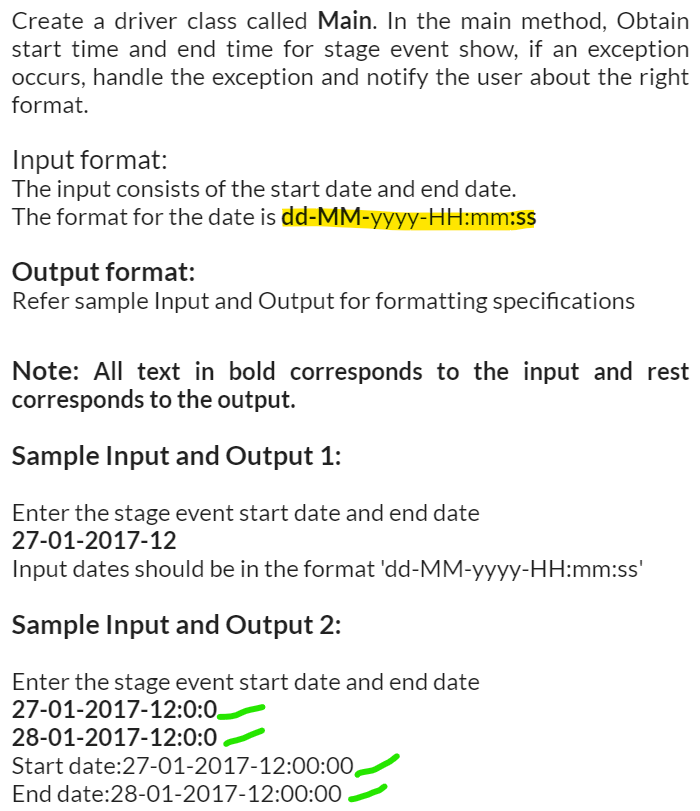 Create a driver class called Main. In the main method, Obtain
start time and end time for stage event show, if an exception
occurs, handle the exception and notify the user about the right
format.
Input format:
The input consists of the start date and end date.
The format for the date is dd-MM-yyyy-HH:mm:ss
Output format:
Refer sample Input and Output for formatting specifications
Note: All text in bold corresponds to the input and rest
corresponds to the output.
Sample Input and Output 1:
Enter the stage event start date and end date
27-01-2017-12
Input dates should be in the format 'dd-MM-yyyy-HH:mm:ss'
Sample Input and Output 2:
Enter the stage event start date and end date
27-01-2017-12:0:0
28-01-2017-12:0:0
Start date:27-01-2017-12:00:00
End date:28-01-2017-12:00:00